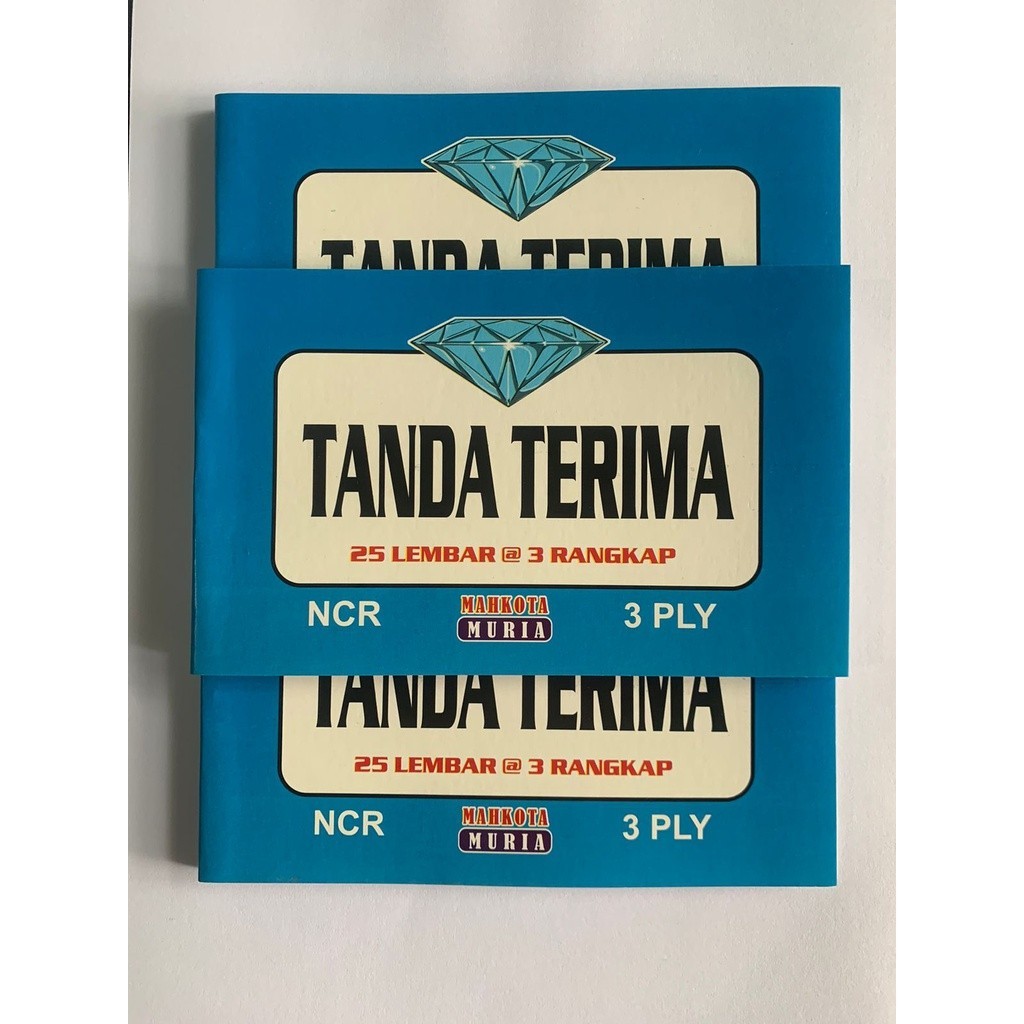 TANDA TERIMA
TANDA TERIMA
25 LEMBAR @ 3 RANGKAP
NCR MAHKOTA MURIA 3 PLY
TANDA TERIMA
25 LEMBAR @ 3 RANGKAP
NCR MAHKOTA MURIA 3 PLY